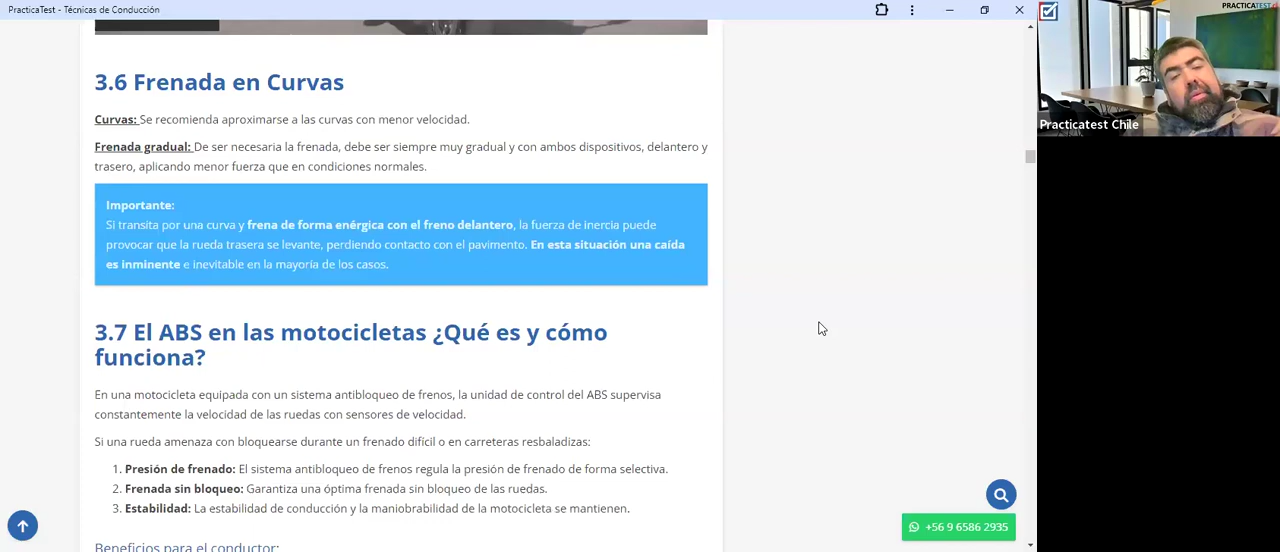 PracticaTest - Técnicas de Conducción
PRACTICATEST
3.6 Frenada en Curvas
Curvas: Se recomienda aproximarse a las curvas con menor velocidad.
Frenada gradual: De ser necesaria la frenada, debe ser siempre muy gradual y con ambos dispositivos, delantero y
trasero, aplicando menor fuerza que en condiciones normales.
Importante:
Si transita por una curva y frena de forma enérgica con el freno delantero, la fuerza de inercia puede
provocar que la rueda trasera se levante, perdiendo contacto con el pavimento. En esta situación una caída
es inminente e inevitable en la mayoría de los casos.
3.7 El ABS en las motocicletas ¿Qué es y cómo
funciona?
En una motocicleta equipada con un sistema antibloqueo de frenos, la unidad de control del ABS supervisa
constantemente la velocidad de las ruedas con sensores de velocidad.
Si una rueda amenaza con bloquearse durante un frenado difícil o en carreteras resbaladizas:
1. Presión de frenado: El sistema antibloqueo de frenos regula la presión de frenado de forma selectiva.
2. Frenada sin bloqueo: Garantiza una óptima frenada sin bloqueo de las ruedas.
3. Estabilidad: La estabilidad de conducción y la maniobrabilidad de la motocicleta se mantienen.
Beneficios para el conductor:
+56 9 6586 2935
Practicatest Chile